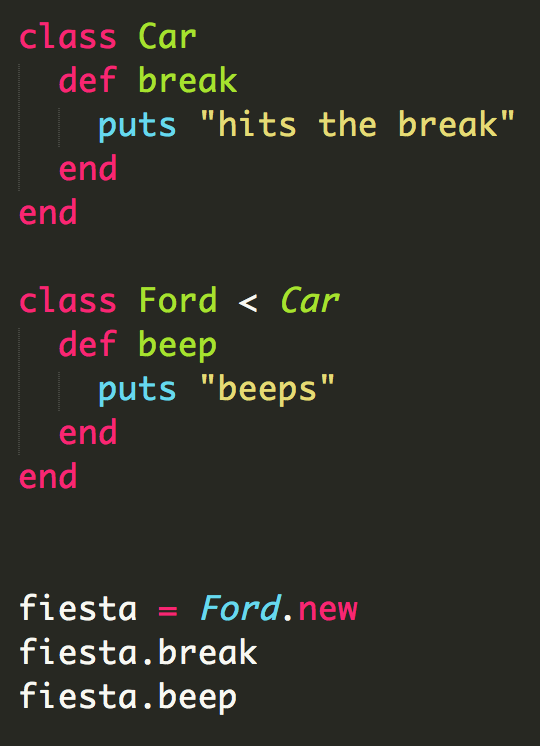 class Car
  def break
    puts "hits the break"
  end
end

class Ford < Car
  def beep
    puts "beeps"
  end
end

fiesta = Ford.new
fiesta.break
fiesta.beep